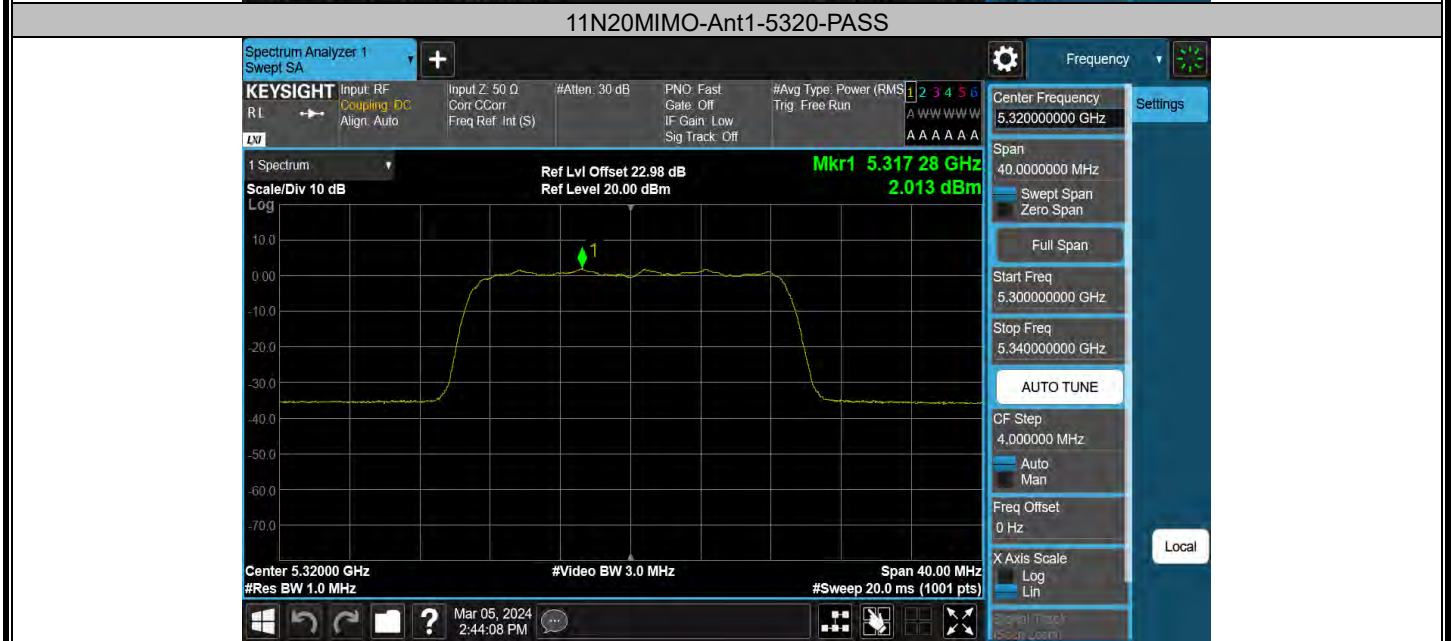 11N20MIMO-Ant1-5320-PASS
Spectrum Analyzer 1
Swept SA
+
Frequency
KEYSIGHT
RL
LXI
Input: RF
Coupling: DC
Align: Auto
Input Z: 50 Ω
Corr CCorr
Freq Ref: Int (S)
#Atten: 30 dB
PNO: Fast
Gate: Off
IF Gain: Low
Sig Track: Off
#Avg Type: Power (RMS
Trig: Free Run
1 2 3 4 5 6
A W W W W W
A A A A A A
1 Spectrum
Scale/Div 10 dB
Log
Ref Lvl Offset 22.98 dB
Ref Level 20.00 dBm
Mkr1 5.317 28 GHz
2.013 dBm
1
10.0
0.00
-10.0
-20.0
-30.0
-40.0
-50.0
-60.0
-70.0
Center 5.32000 GHz
#Res BW 1.0 MHz
#Video BW 3.0 MHz
Span 40.00 MHz
#Sweep 20.0 ms (1001 pts)
Center Frequency
5.320000000 GHz
Settings
Span
40.0000000 MHz
Swept Span
Zero Span
Full Span
Start Freq
5.300000000 GHz
Stop Freq
5.340000000 GHz
AUTO TUNE
CF Step
4.000000 MHz
Auto
Man
Freq Offset
0 Hz
X Axis Scale
Log
Lin
Signal Track
(Span Zoom)
Local
?
Mar 05, 2024
2:44:08 PM